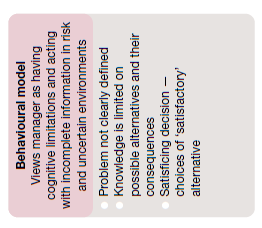 Behavioural model
Views manager as having
cognitive limitations and acting
with incomplete information in risk
and uncertain environments
Problem not clearly defined
Knowledge is limited on
possible alternatives and their
consequences
Satisficing decision –
choices of 'satisfactory'
alternative